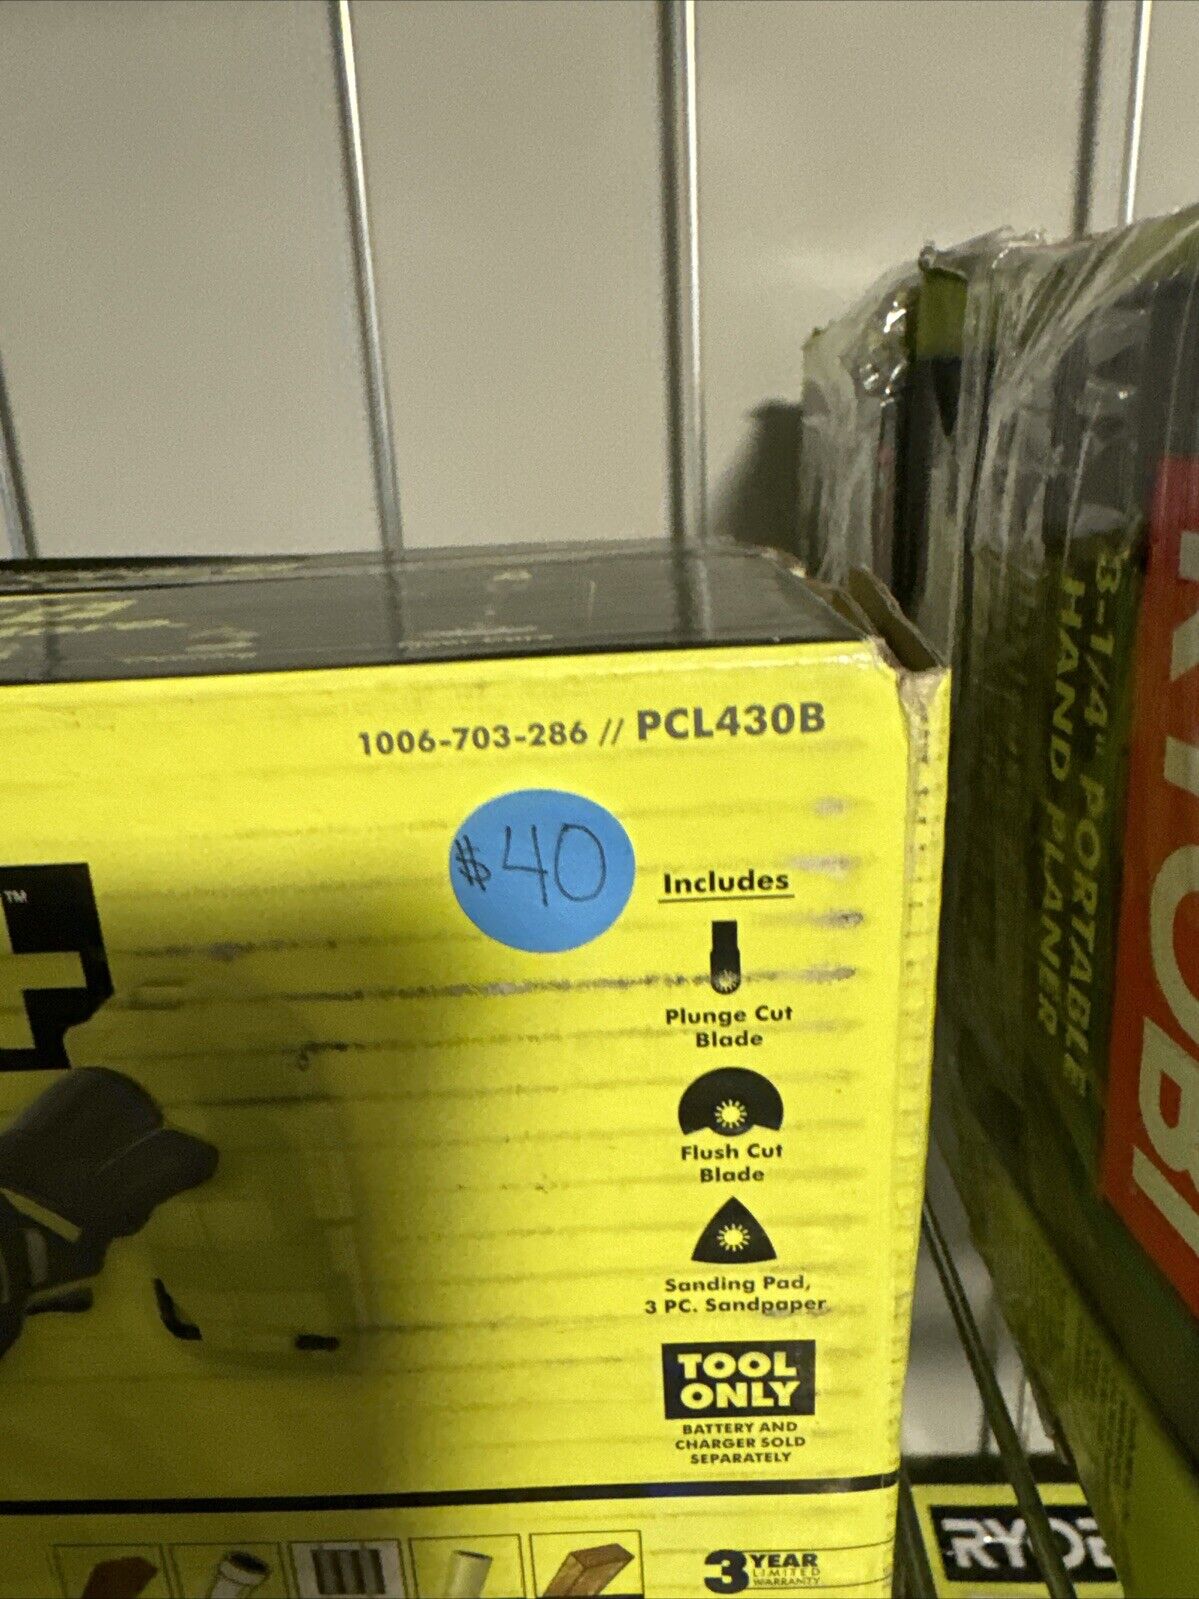 1006-703-286 // PCL430B
$40
Includes
Plunge Cut
Blade
Flush Cut
Blade
Sanding Pad,
3 PC. Sandpaper
TOOL
ONLY
BATTERY AND
CHARGER SOLD
SEPARATELY
3 YEAR
LIMITED
WARRANTY
TM
3-1/4" PORTABLE
HAND PLANER